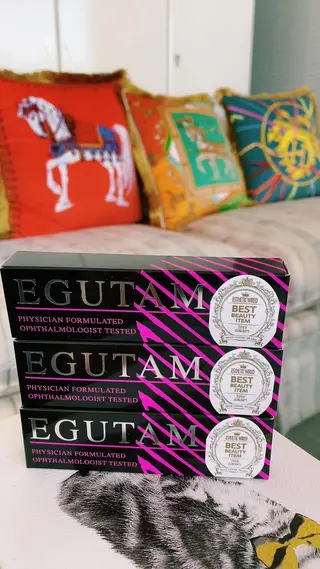 EGUTAM
PHYSICIAN FORMULATED
OPHTHALMOLOGIST TESTED
BEST
BEAUTY
ITEM
EGUTAM
PHYSICIAN FORMULATED
OPHTHALMOLOGIST TESTED
BEST
BEAUTY
ITEM
EGUTAM
PHYSICIAN FORMULATED
OPHTHALMOLOGIST TESTED
BEST
BEAUTY
ITEM